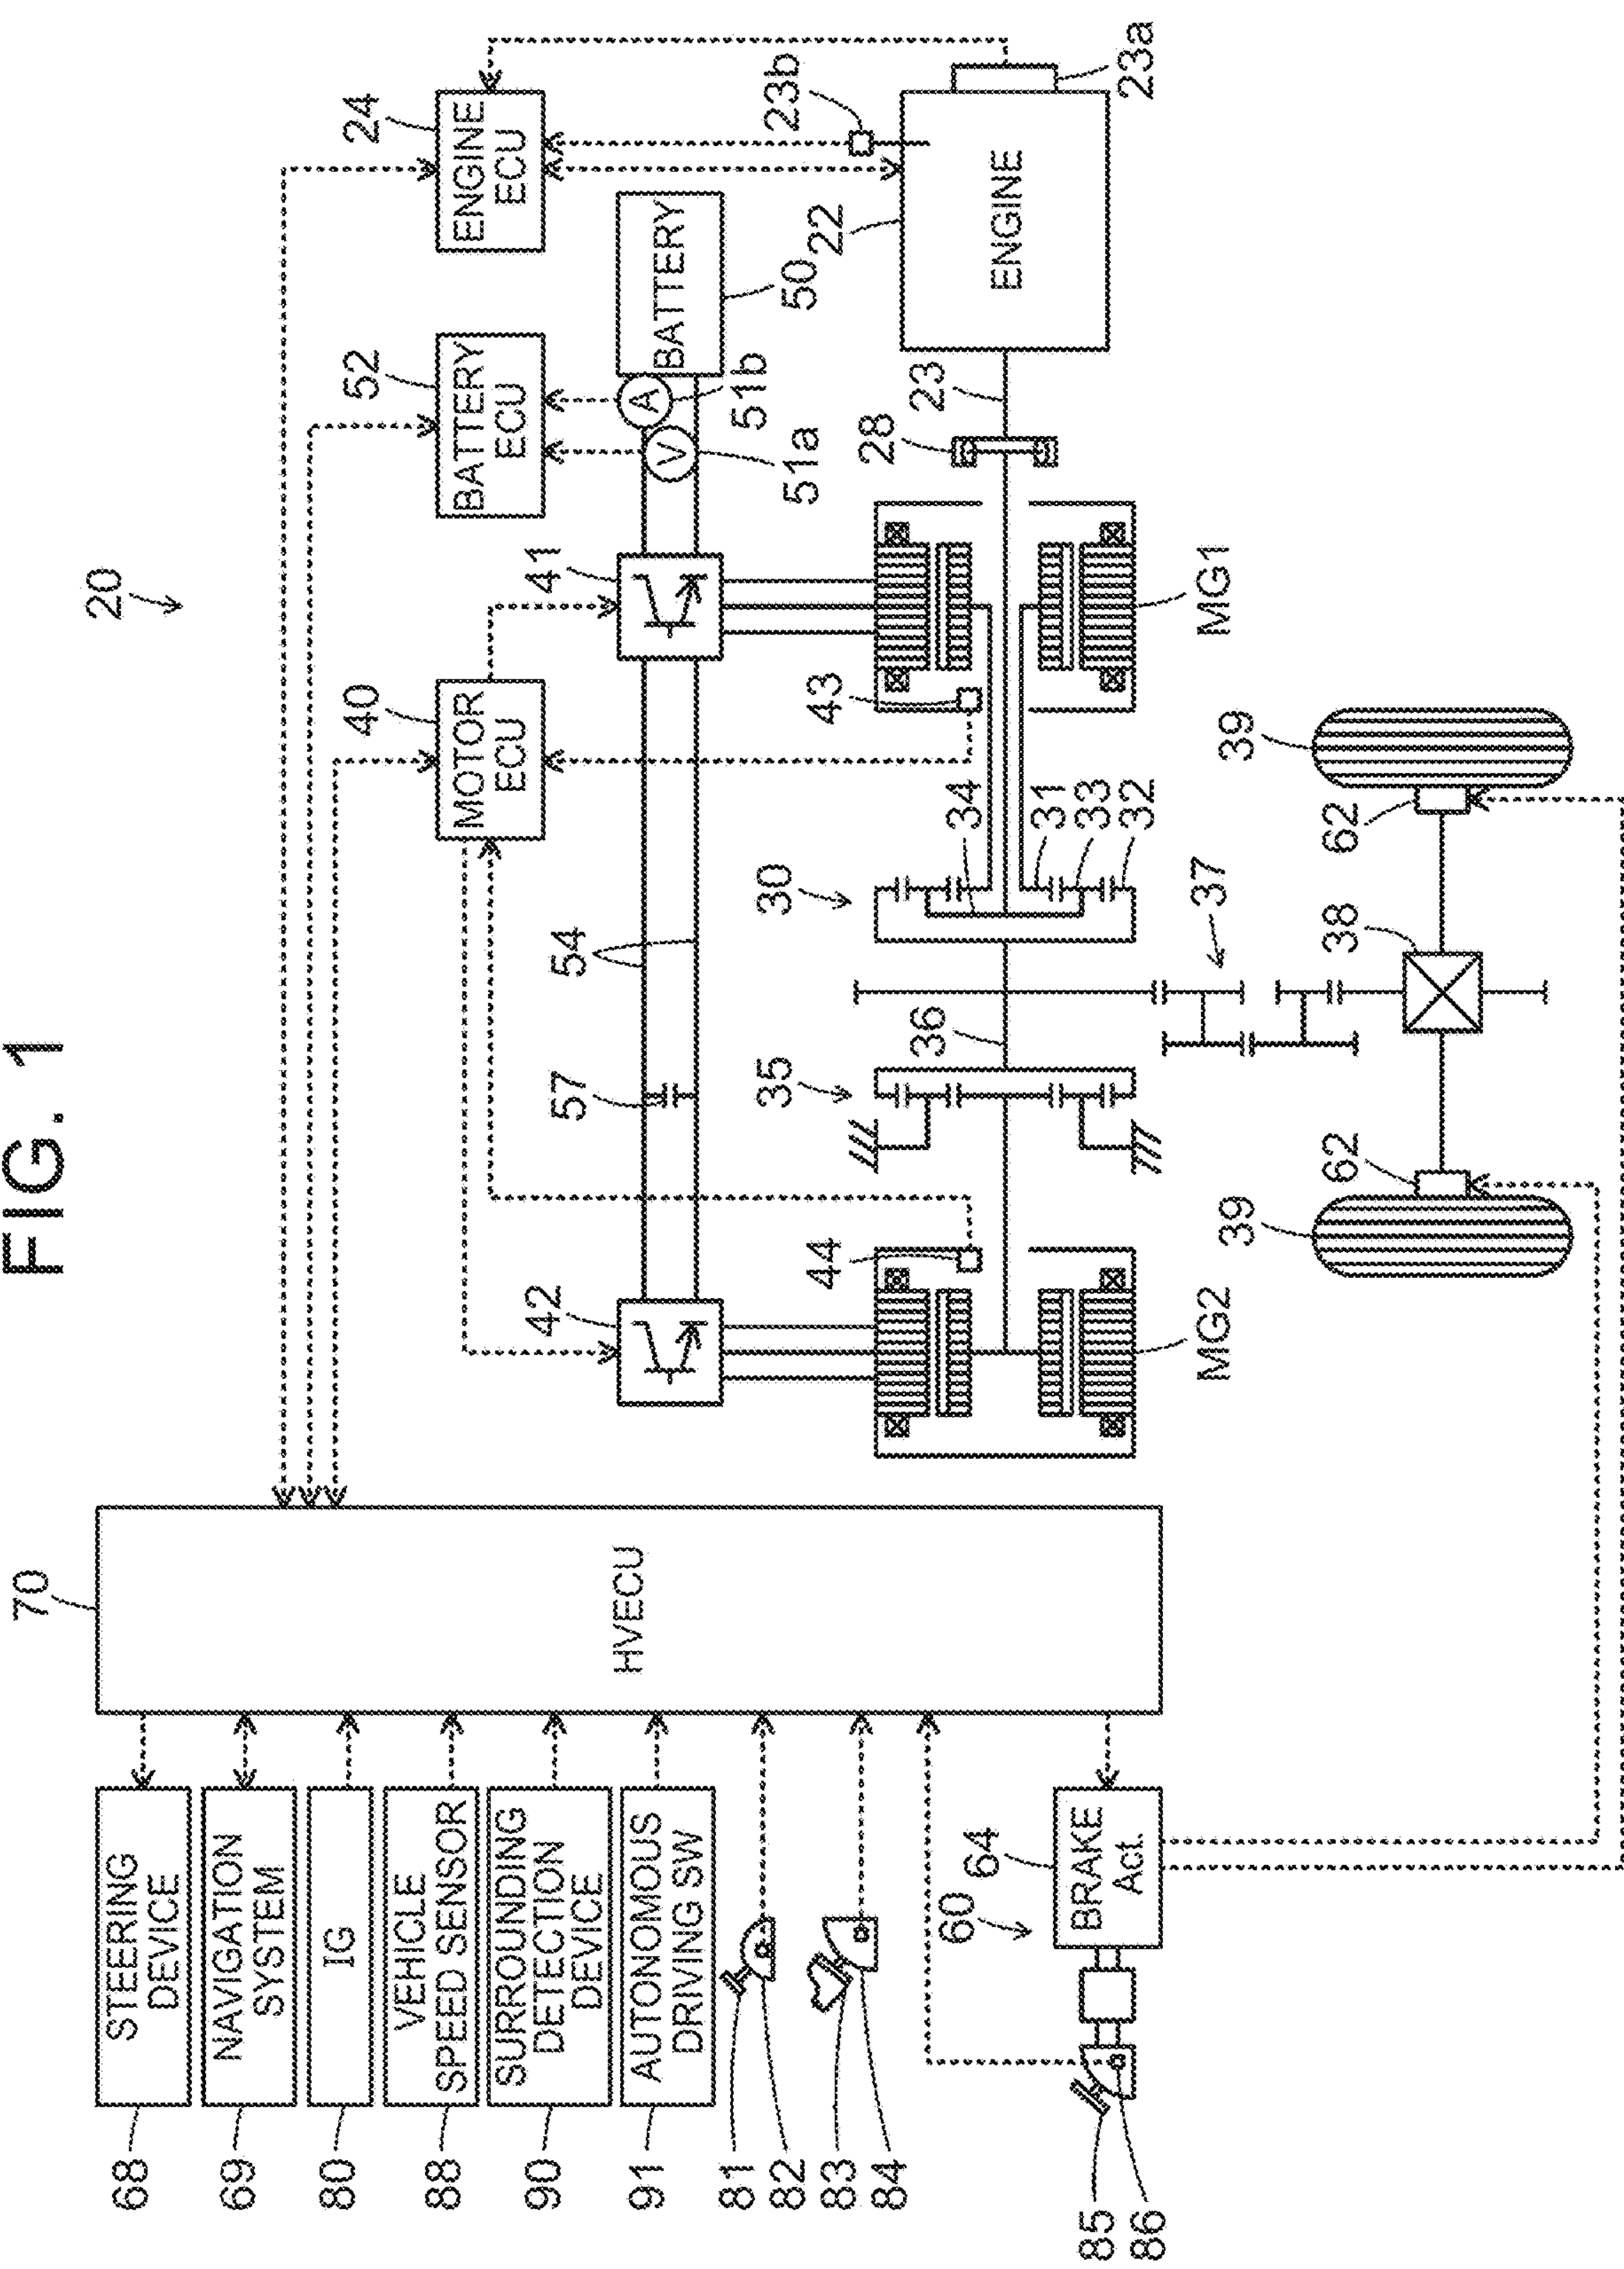 FIG. 1
20
70
68
STEERING
DEVICE
69
NAVIGATION
SYSTEM
80
IG
88
VEHICLE
SPEED SENSOR
90
SURROUNDING
DETECTION
DEVICE
91
AUTONOMOUS
DRIVING SW
81
82
83
84
85
86
60
64
BRAKE
Act.
HVECU
40
MOTOR
ECU
52
BATTERY
ECU
24
ENGINE
ECU
42
57
54
41
V
A
51a
51b
BATTERY
50
22
23b
23a
ENGINE
44
35
36
30
34
31
33
32
43
28
23
MG2
MG1
37
39
62
38
62
39